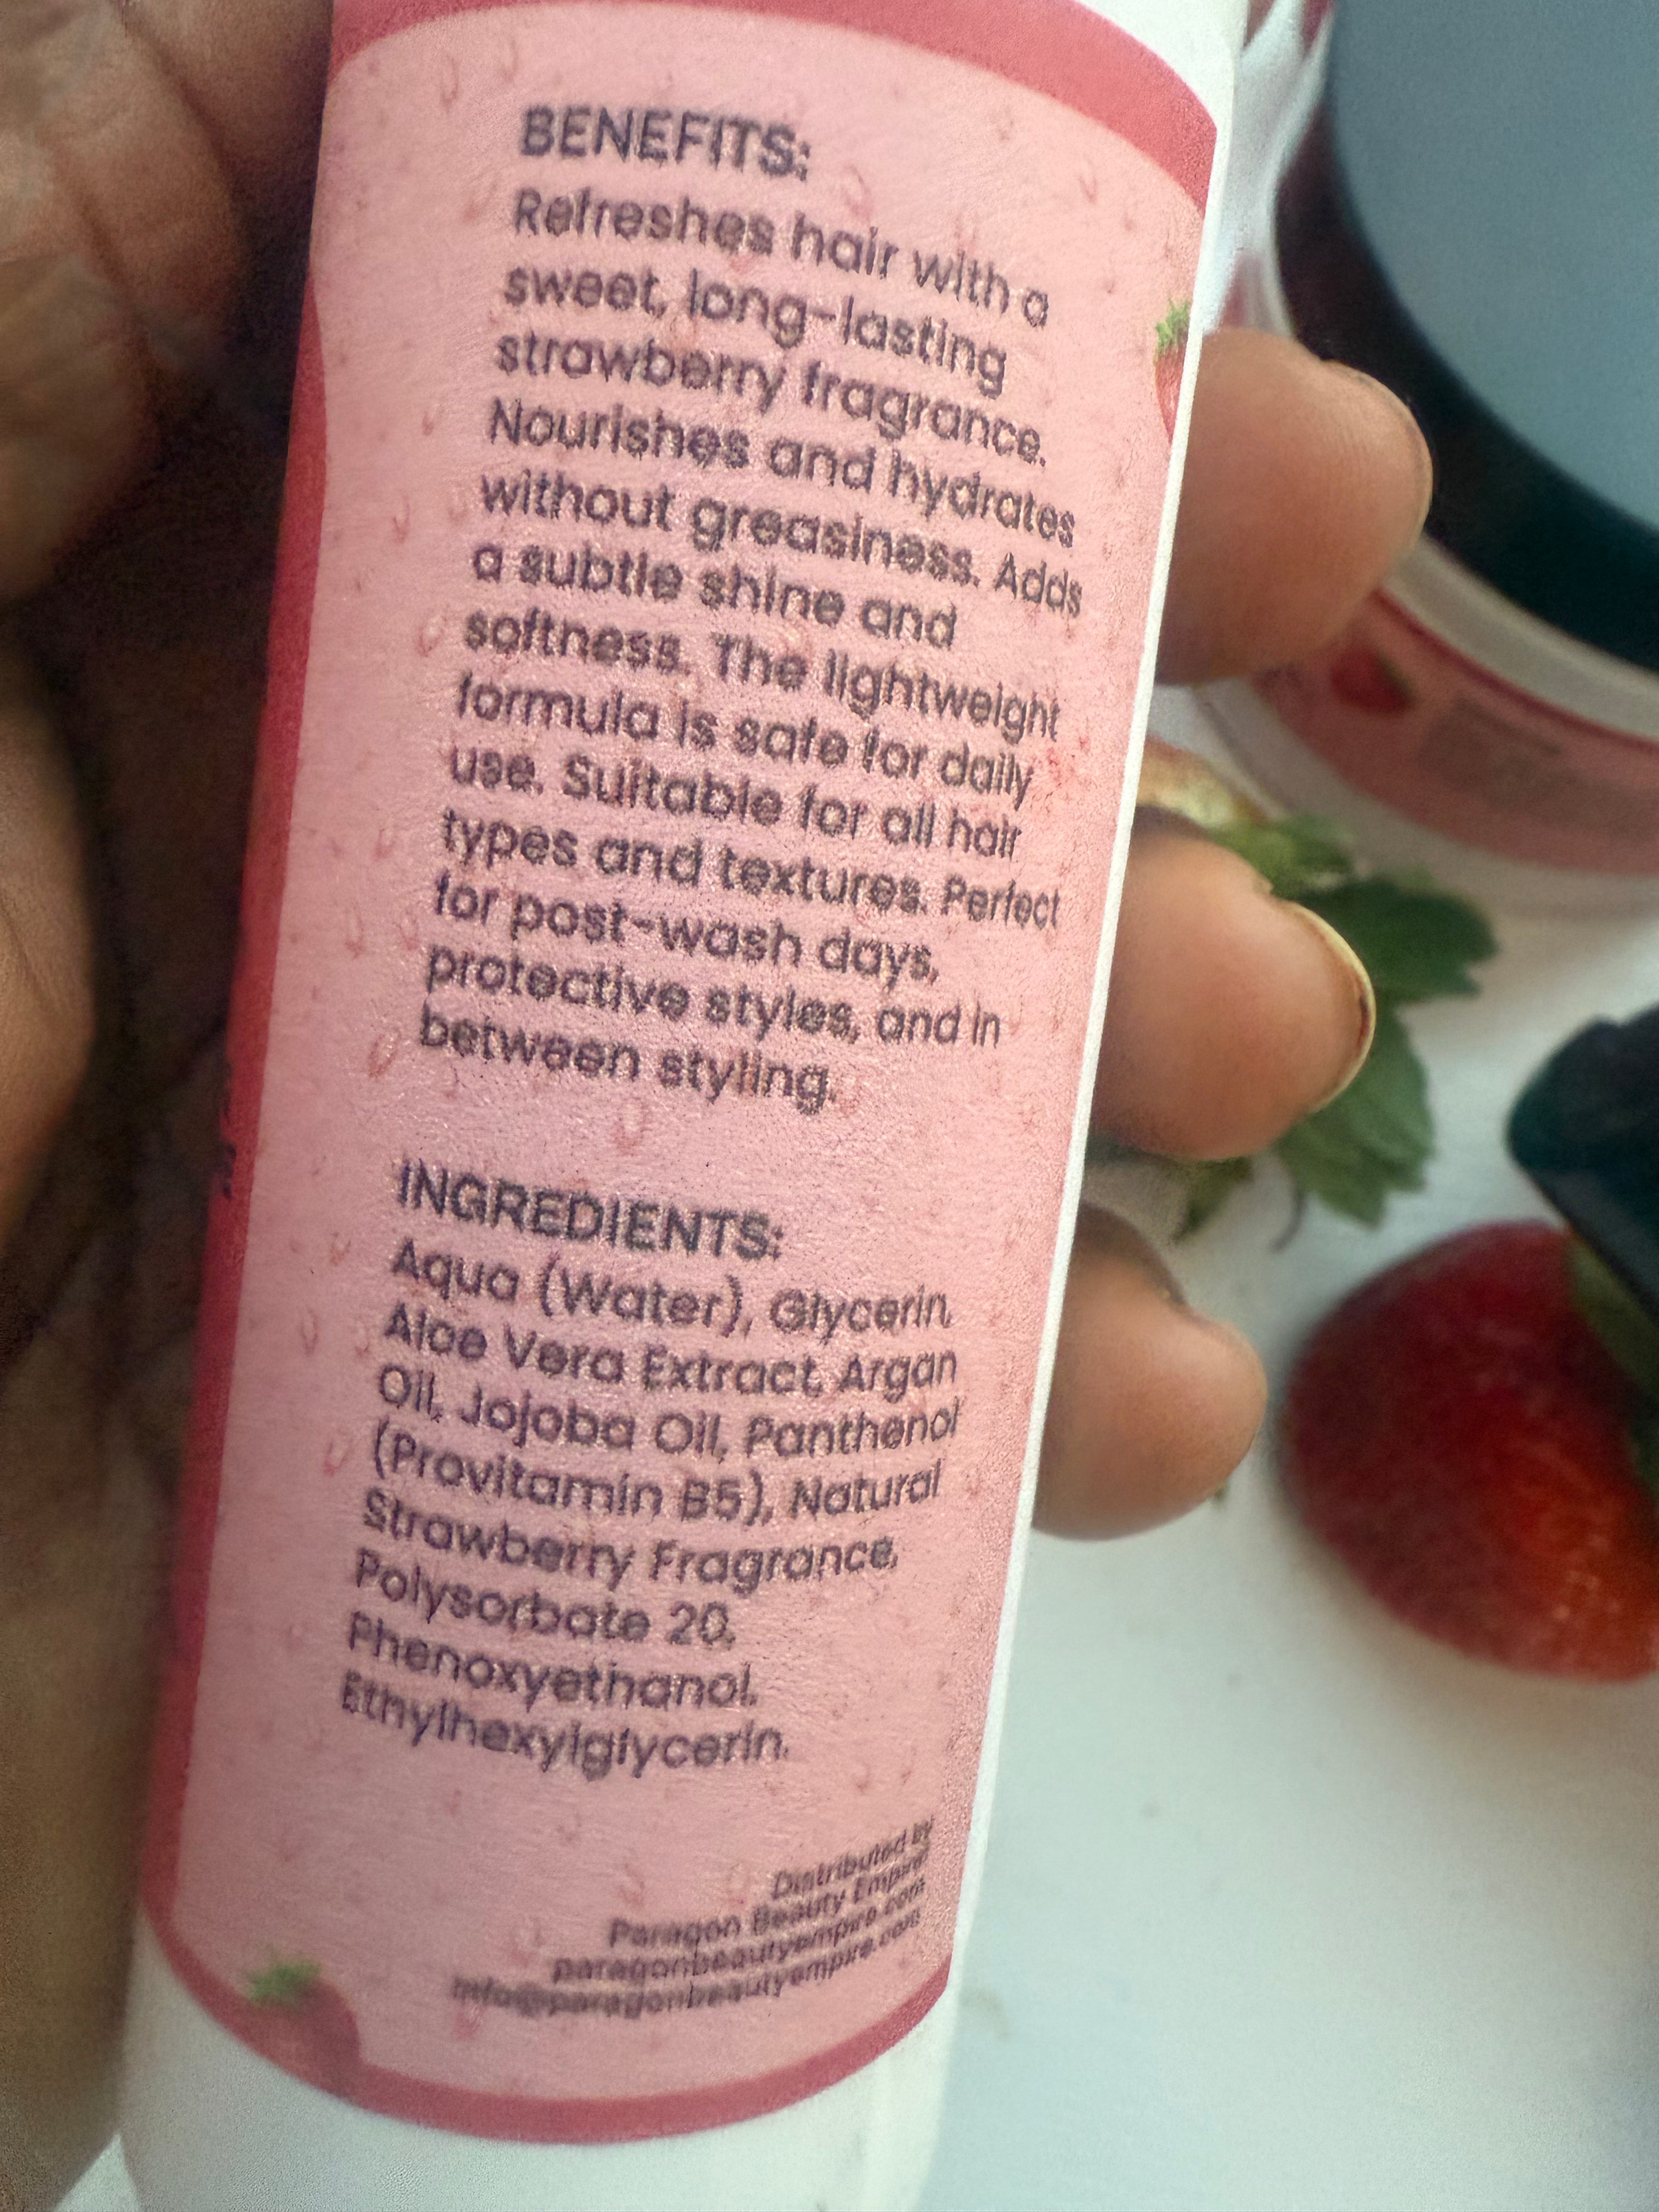 BENEFITS:
Refreshes hair with a
sweet, long-lasting
strawberry fragrance.
Nourishes and hydrates
without greasiness. Adds
a subtle shine and
softness. The lightweight
formula is safe for daily
use. Suitable for all hair
types and textures. Perfect
for post-wash days,
protective styles, and in
between styling.
INGREDIENTS:
Aqua (Water), Glycerin,
Aloe Vera Extract, Argan
Oil, Jojoba Oil, Panthenol
(Provitamin B5), Natural
Strawberry Fragrance,
Polysorbate 20,
Phenoxyethanol,
Ethylhexylglycerin.
Distributed by
Paragon Beauty Empire
paragonbeautyempire.com
info@paragonbeautyempire.com